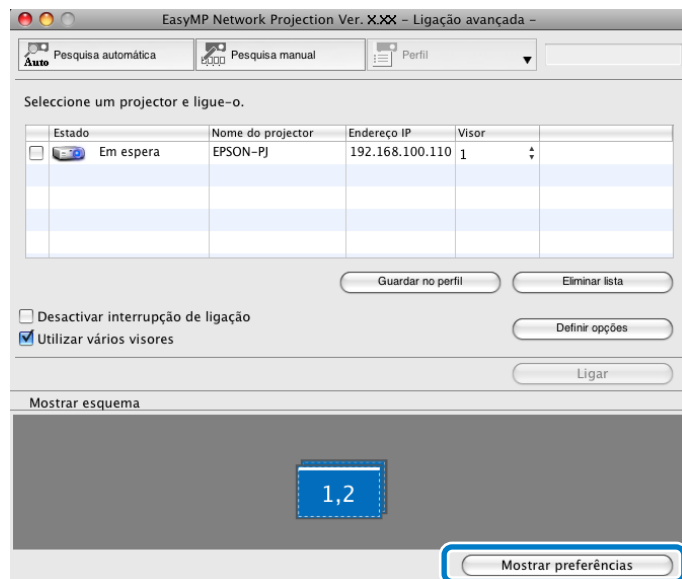 EasyMP Network Projection Ver. X.XX – Ligação avançada –
Auto Pesquisa automática Pesquisa manual Perfil
Seleccione um projector e ligue-o.
Estado Nome do projector Endereço IP Visor
Em espera EPSON-PJ 192.168.100.110 1
Guardar no perfil Eliminar lista
Desactivar interrupção de ligação
Utilizar vários visores
Definir opções
Ligar
Mostrar esquema
1,2
Mostrar preferências